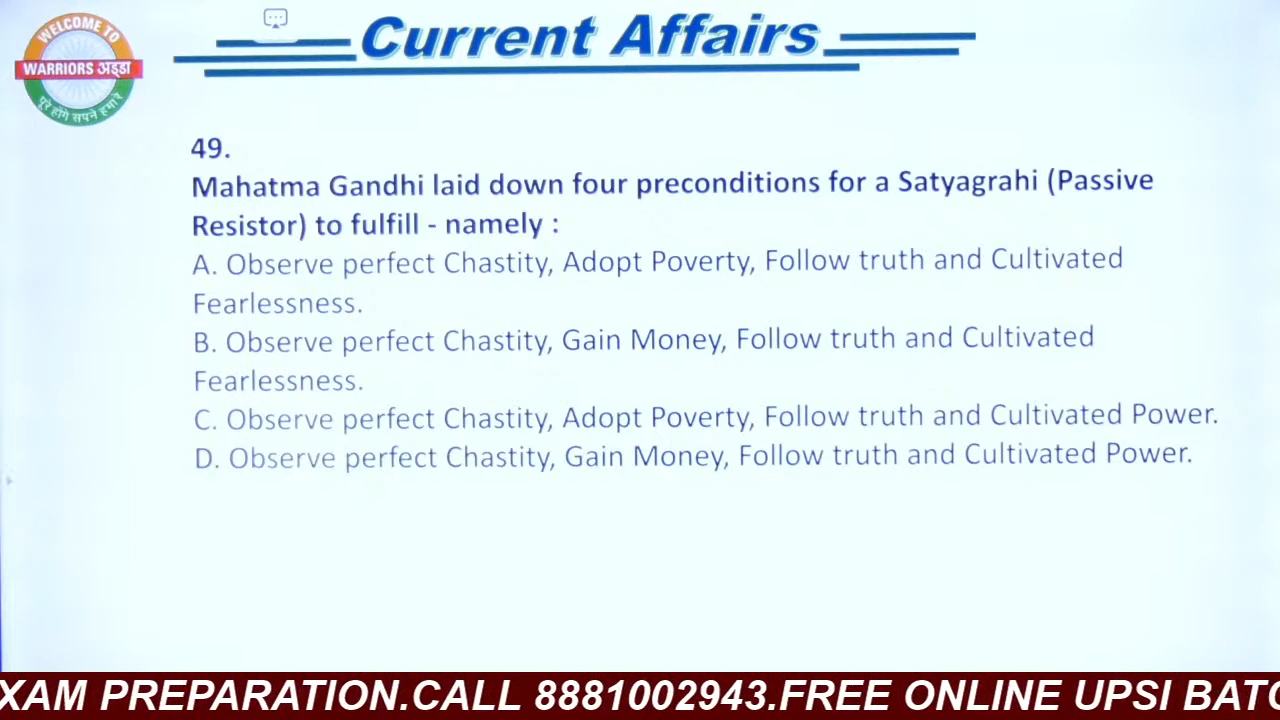 WELCOME TO
WARRIORS अड्डा
पूरे होंगे सपने हमारे
Current Affairs
49.
Mahatma Gandhi laid down four preconditions for a Satyagrahi (Passive
Resistor) to fulfill - namely :
A. Observe perfect Chastity, Adopt Poverty, Follow truth and Cultivated
Fearlessness.
B. Observe perfect Chastity, Gain Money, Follow truth and Cultivated
Fearlessness.
C. Observe perfect Chastity, Adopt Poverty, Follow truth and Cultivated Power.
D. Observe perfect Chastity, Gain Money, Follow truth and Cultivated Power.
XAM PREPARATION.CALL 8881002943.FREE ONLINE UPSI BATC